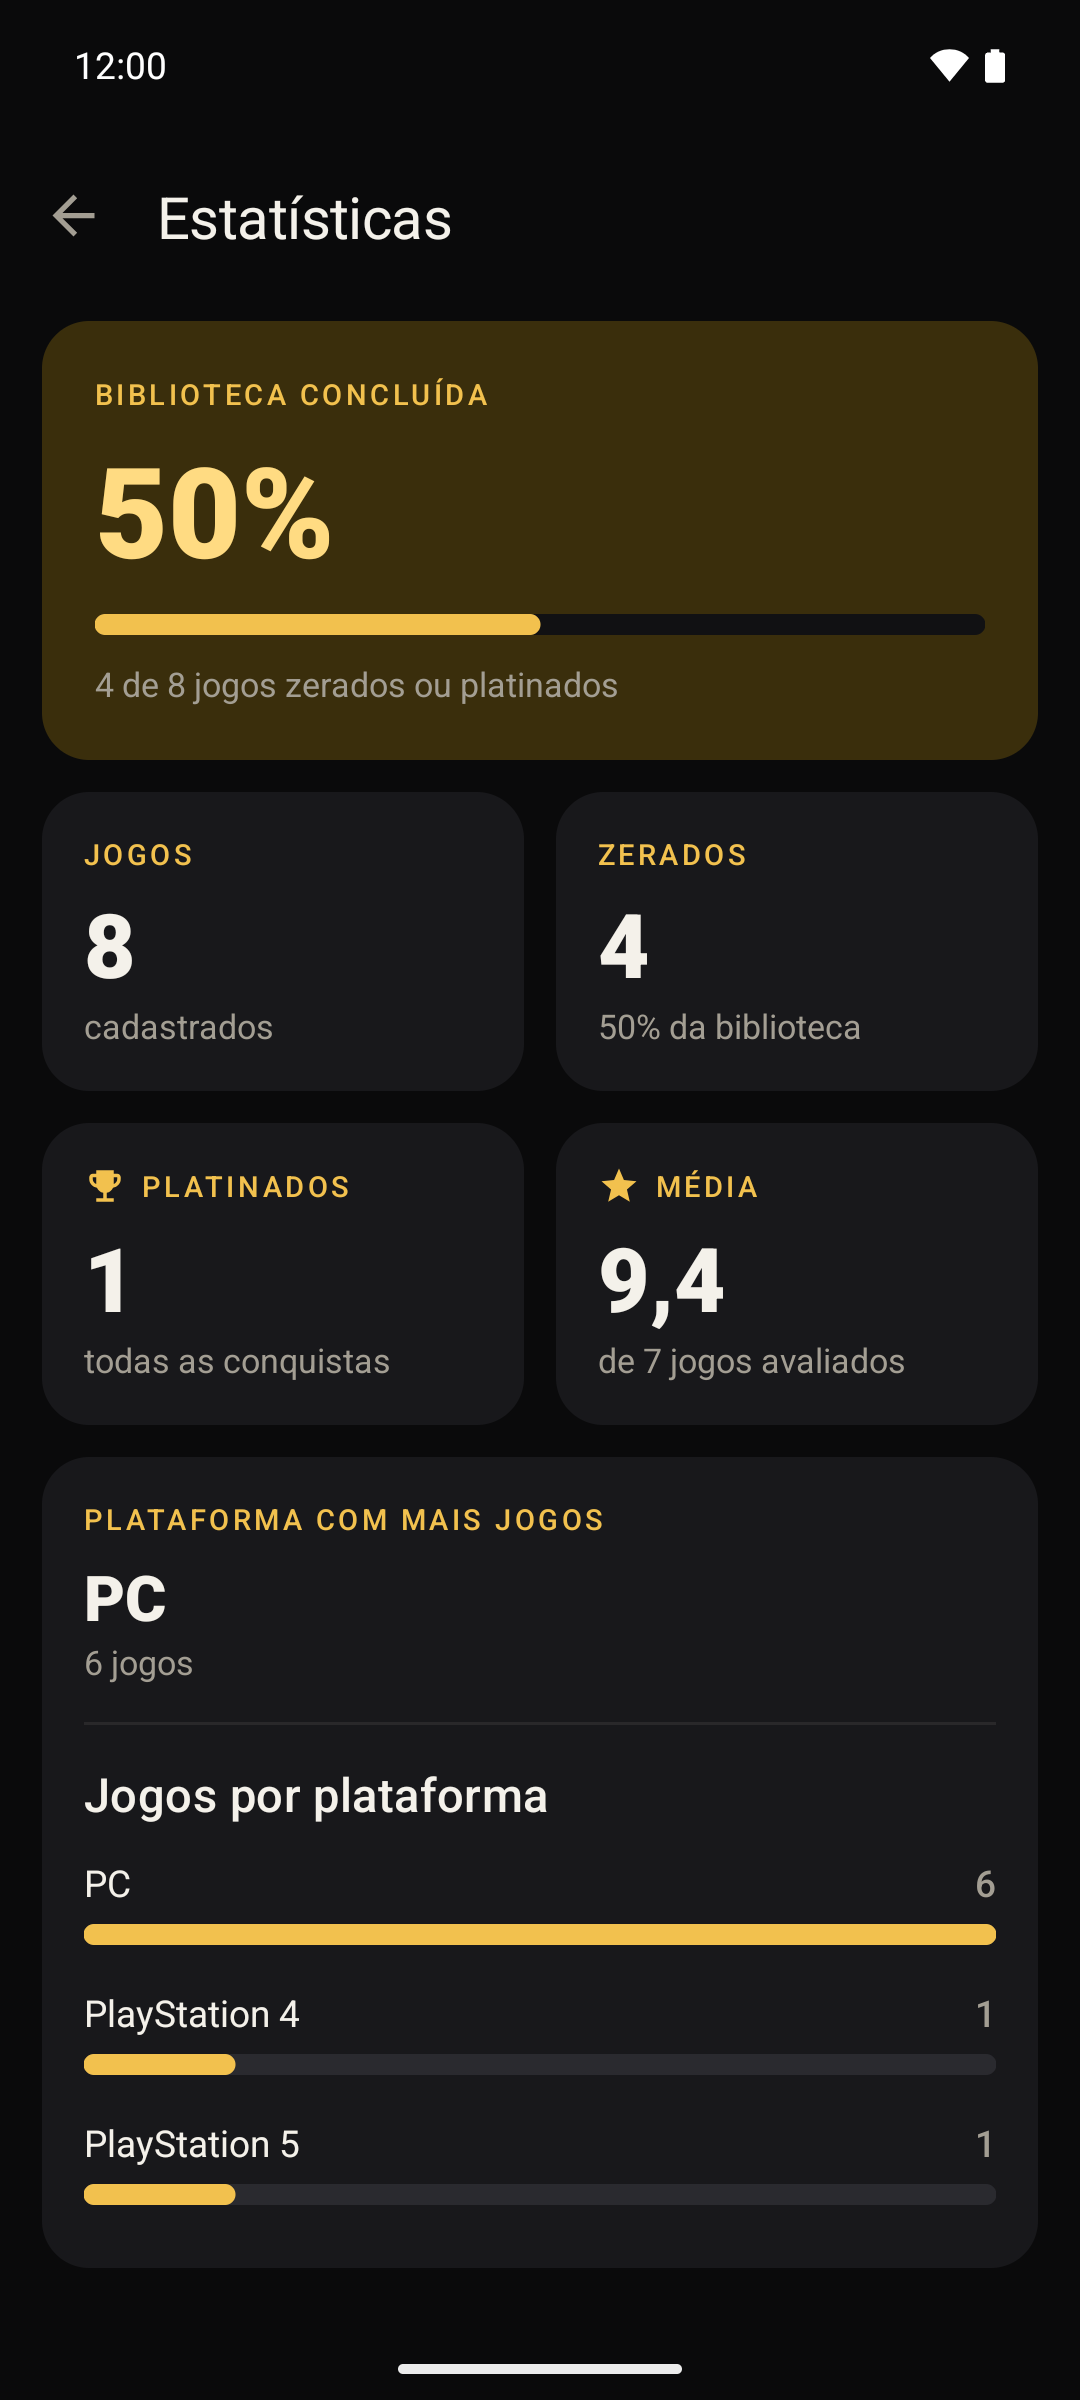 12:00
Estatísticas
BIBLIOTECA CONCLUÍDA
50%
4 de 8 jogos zerados ou platinados
JOGOS
8
cadastrados
ZERADOS
4
50% da biblioteca
PLATINADOS
1
todas as conquistas
MÉDIA
9,4
de 7 jogos avaliados
PLATAFORMA COM MAIS JOGOS
PC
6 jogos
Jogos por plataforma
PC 6
PlayStation 4 1
PlayStation 5 1